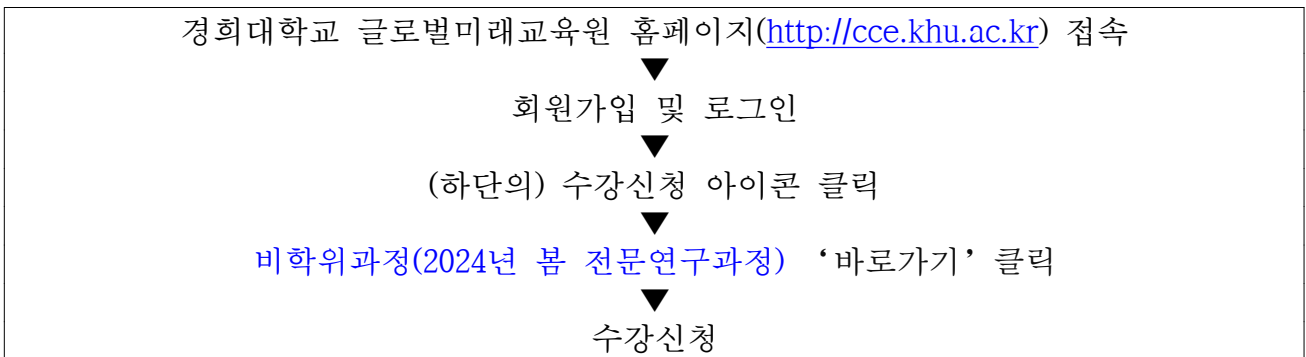 경희대학교 글로벌미래교육원 홈페이지(http://cce.khu.ac.kr) 접속
▼
회원가입 및 로그인
▼
(하단의) 수강신청 아이콘 클릭
▼
비학위과정(2024년 봄 전문연구과정) ‘바로가기’ 클릭
▼
수강신청